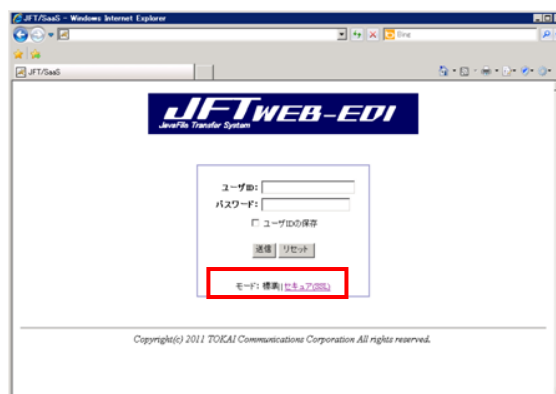 JFT/SaaS - Windows Internet Explorer
Bing
JFT/SaaS
JFT WEB-EDI
JavaFile Transfer System
ユーザID:
パスワード:
ユーザIDの保存
送信 リセット
モード: 標準||セキュア(SSL)
Copyright(c) 2011 TOKAI Communications Corporation All rights reserved.